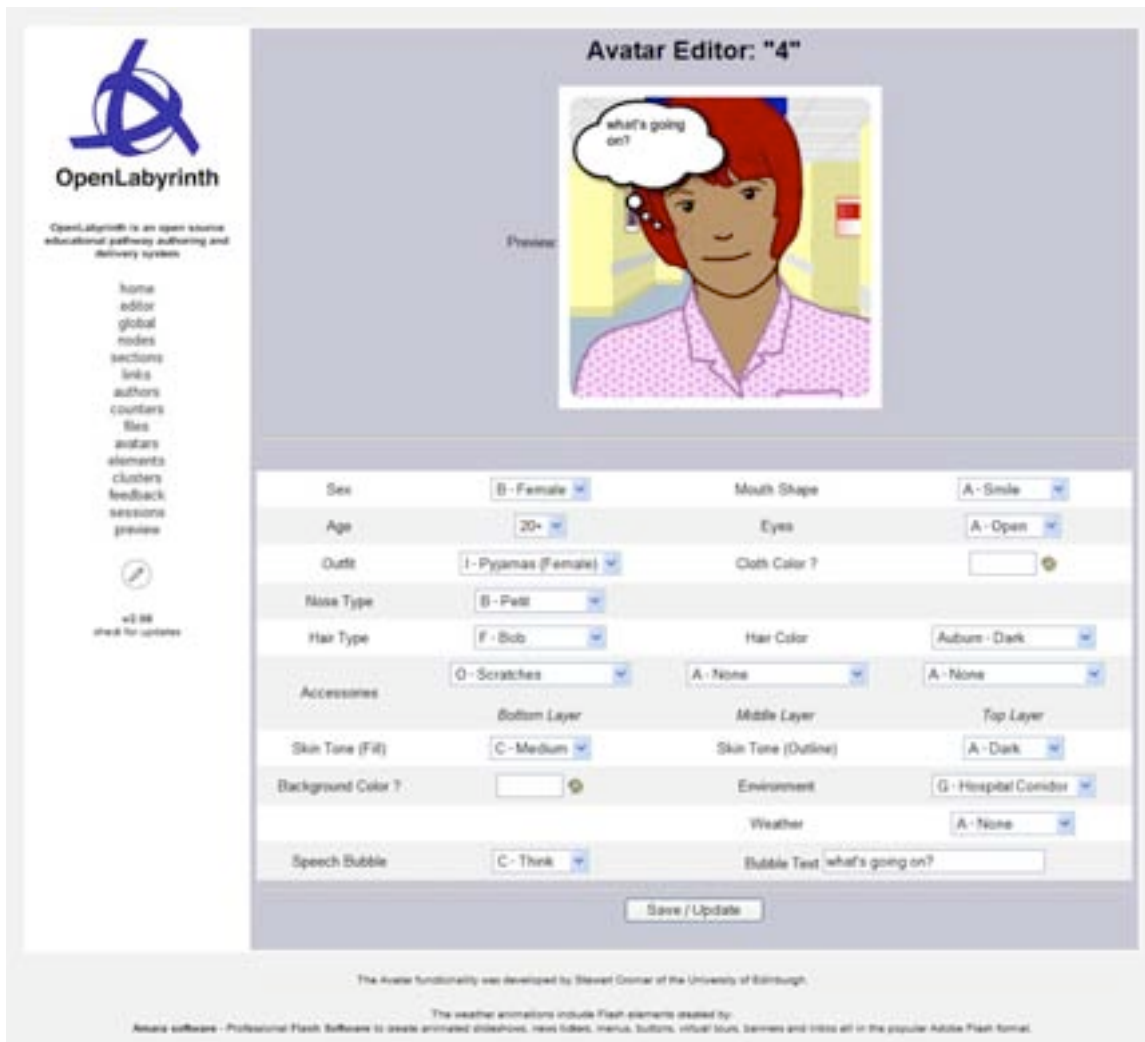 Avatar Editor: "4"
what's going
on?
Preview:
OpenLabyrinth
OpenLabyrinth is an open source
educational pathway authoring and
delivery system
home
editor
global
nodes
sections
links
authors
counters
files
avatars
elements
clusters
feedback
sessions
preview
check for updates
Sex B - Female Mouth Shape A - Smile
Age 20+ Eyes A - Open
Outfit I - Pyjamas (Female) Cloth Color ?
Nose Type B - Petit
Hair Type F - Bob Hair Color Auburn - Dark
Accessories O - Scratches A - None A - None
Bottom Layer Middle Layer Top Layer
Skin Tone (Fill) C - Medium Skin Tone (Outline) A - Dark
Background Color ? Environment G - Hospital Corridor
Weather A - None
Speech Bubble C - Think Bubble Text what's going on?
Save / Update
The Avatar functionality was developed by Stewart of the University of Edinburgh.
The weather animations include Flash elements created by:
software - Professional Flash Software to create animated slideshows, news tickers, menus, buttons, virtual tours, banners and intros all in the popular Adobe Flash format.